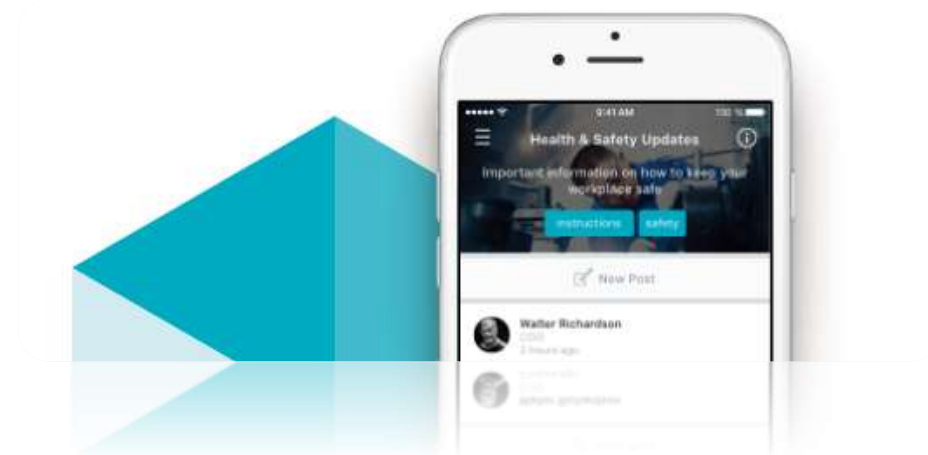 9:41 AM
100 %
Health & Safety Updates
Important information on how to keep your
workplace safe
instructions safety
New Post
Walter Richardson
2 hours ago